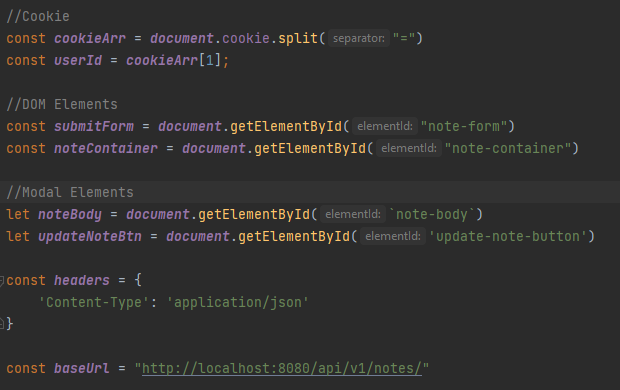 //Cookie
const cookieArr = document.cookie.split( separator: "=")
const userId = cookieArr[1];
//DOM Elements
const submitForm = document.getElementById( elementId: "note-form")
const noteContainer = document.getElementById( elementId: "note-container")
//Modal Elements
let noteBody = document.getElementById( elementId: `note-body`)
let updateNoteBtn = document.getElementById( elementId: 'update-note-button')
const headers = {
'Content-Type': 'application/json'
}
const baseUrl = "http://localhost:8080/api/v1/notes/"